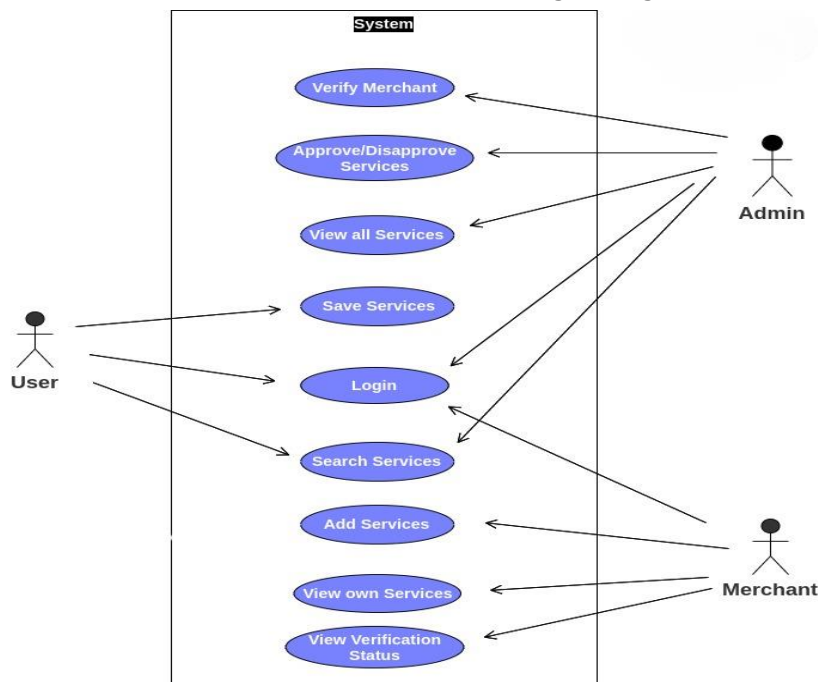 System
Verify Merchant
Approve/Disapprove
Services
Admin
View all Services
Save Services
User
Login
Search Services
Add Services
Merchant
View own Services
View Verification
Status